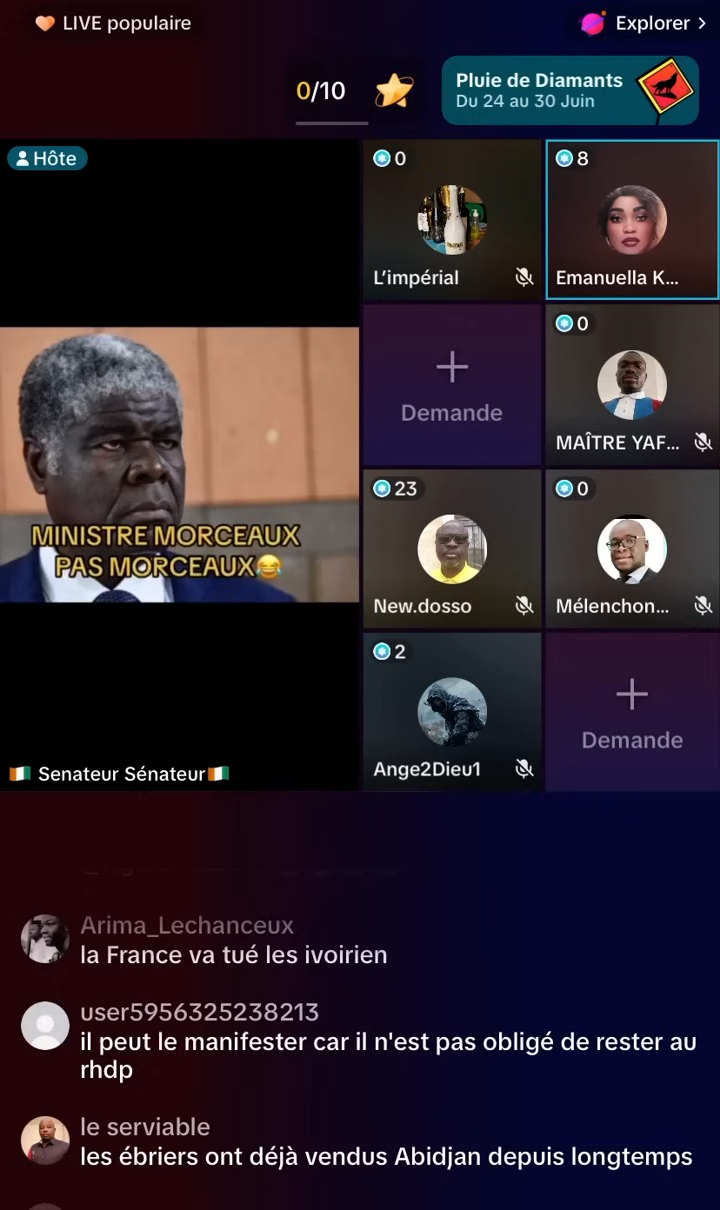 LIVE populaire
Explorer >
0/10
Pluie de Diamants
Du 24 au 30 Juin
Hôte
0
L'impérial
8
Emanuella K...
Demande
0
MAÎTRE YAF...
23
New.dosso
0
Mélenchon...
2
Ange2Dieu1
Demande
MINISTRE MORCEAUX
PAS MORCEAUX😂
🇨🇮 Senateur Sénateur🇨🇮
Arima_Lechanceux
la France va tué les ivoirien
user5956325238213
il peut le manifester car il n'est pas obligé de rester au
rhdp
le serviable
les ébriers ont déjà vendus Abidjan depuis longtemps